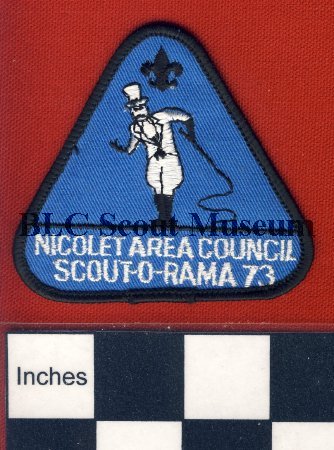 BLC Scout Museum
NICOLET AREA COUNCIL
SCOUT-O-RAMA 73
Inches